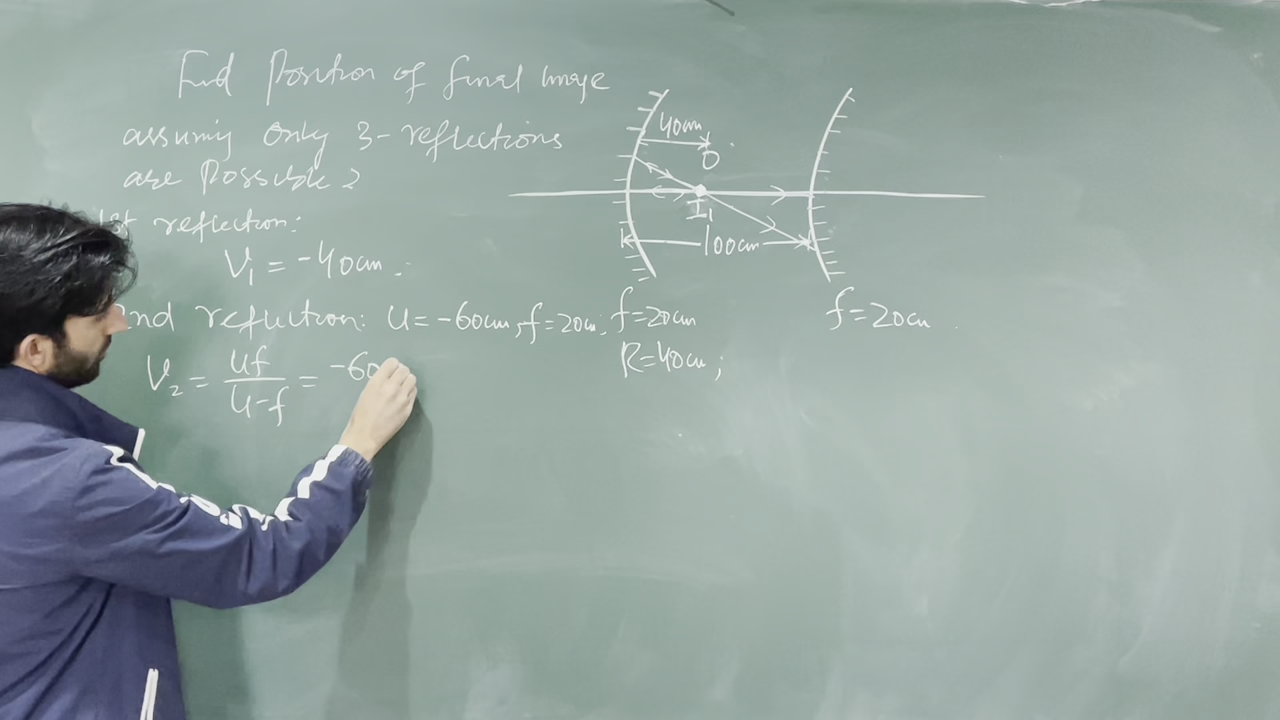 Find Position of final Image
assuming only 3-reflections
are Possible ?
1st reflection:
V₁ = -40cm.
2nd reflection: U = -60cm, f=20cm,
V₂ = uf/u-f = -60
40cm
O
I₁
100cm
f=20cm
R=40cm;
f=20cm